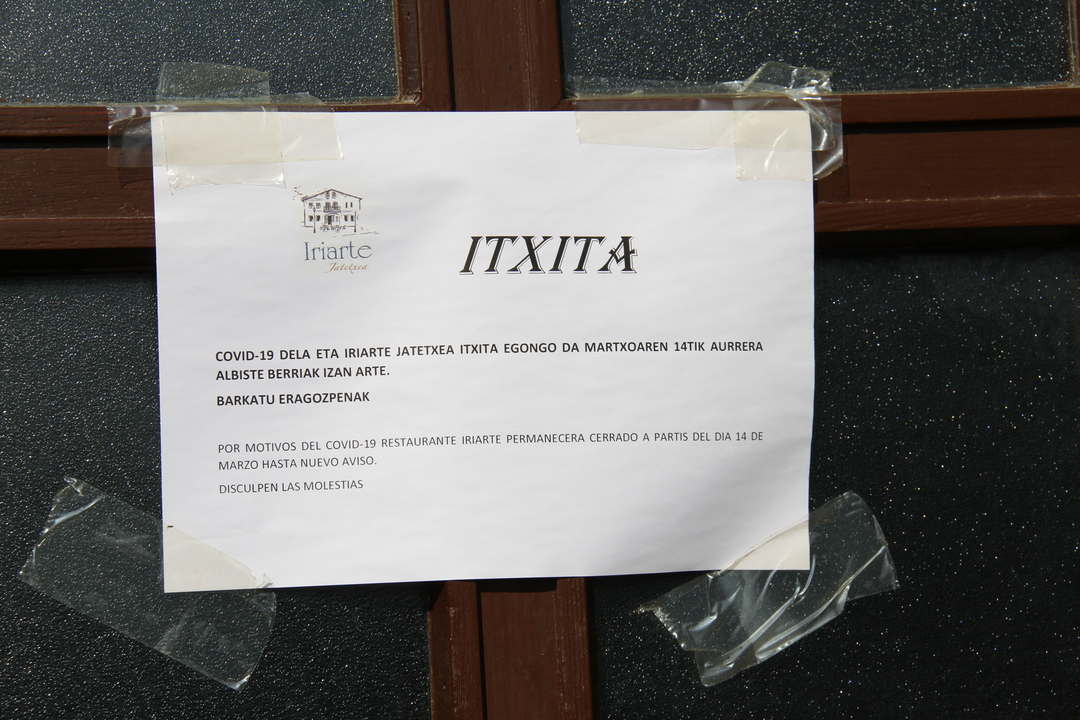 Iriarte
Jatetxea
ITXITA
COVID-19 DELA ETA IRIARTE JATETXEA ITXITA EGONGO DA MARTXOAREN 14TIK AURRERA
ALBISTE BERRIAK IZAN ARTE.
BARKATU ERAGOZPENAK
POR MOTIVOS DEL COVID-19 RESTAURANTE IRIARTE PERMANECERA CERRADO A PARTIS DEL DIA 14 DE
MARZO HASTA NUEVO AVISO.
DISCULPEN LAS MOLESTIAS